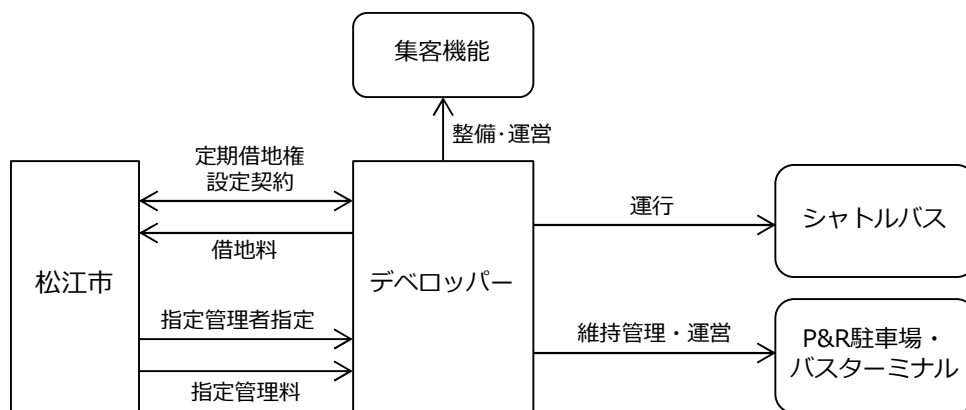 集客機能
整備･運営
定期借地権
設定契約
運行
シャトルバス
借地料
松江市
デベロッパー
指定管理者指定
維持管理・運営
P&R駐車場・
バスターミナル
指定管理料